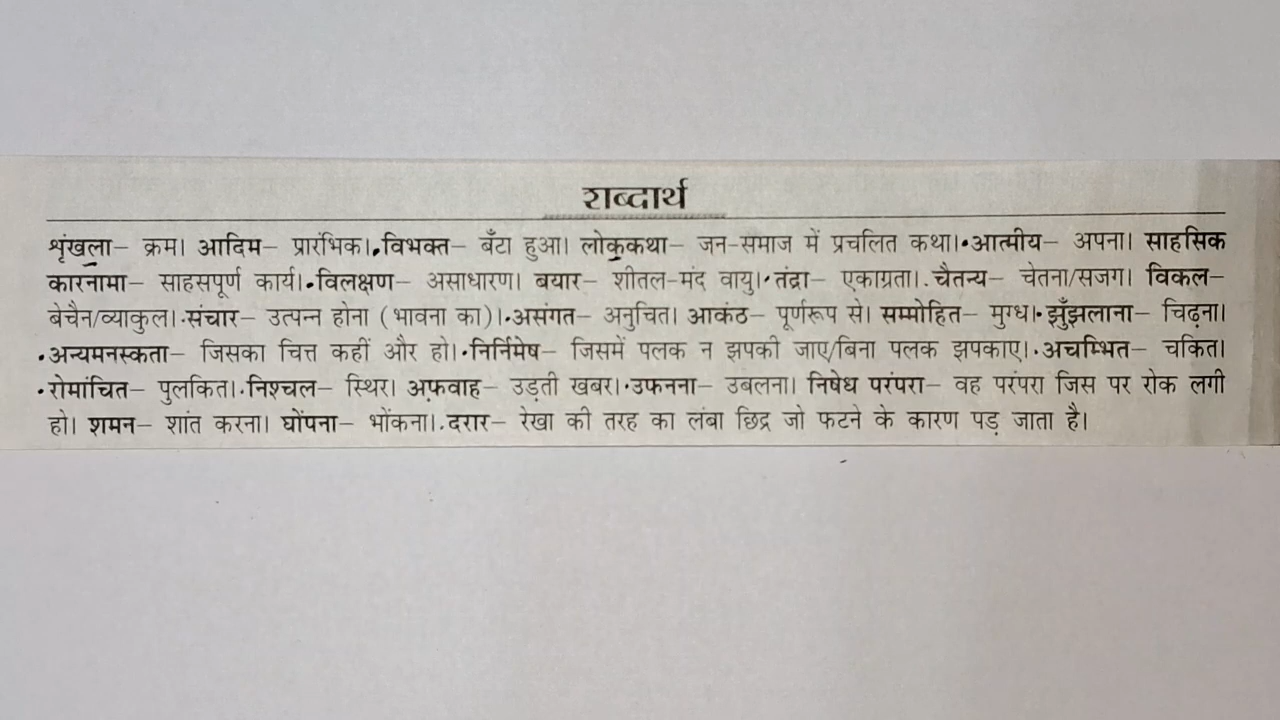 शब्दार्थ
शृंखला– क्रम। आदिम– प्रारंभिक। •विभक्त– बँटा हुआ। लोककथा– जन-समाज में प्रचलित कथा। •आत्मीय– अपना। साहसिक
कारनामा– साहसपूर्ण कार्य। •विलक्षण– असाधारण। बयार– शीतल-मंद वायु। •तंद्रा– एकाग्रता। •चैतन्य– चेतना/सजग। विकल–
बेचैन/व्याकुल। •संचार– उत्पन्न होना (भावना का)। •असंगत– अनुचित। आकंठ– पूर्णरूप से। सम्मोहित– मुग्ध। •झुँझलाना– चिढ़ना।
•अन्यमनस्कता– जिसका चित्त कहीं और हो। •निर्निमेष– जिसमें पलक न झपकी जाए/बिना पलक झपकाए। •अचम्भित– चकित।
•रोमांचित– पुलकित। •निश्चल– स्थिर। अफ़वाह– उड़ती खबर। •उफनना– उबलना। निषेध परंपरा– वह परंपरा जिस पर रोक लगी
हो। शमन– शांत करना। घोंपना– भोंकना। •दरार– रेखा की तरह का लंबा छिद्र जो फटने के कारण पड़ जाता है।